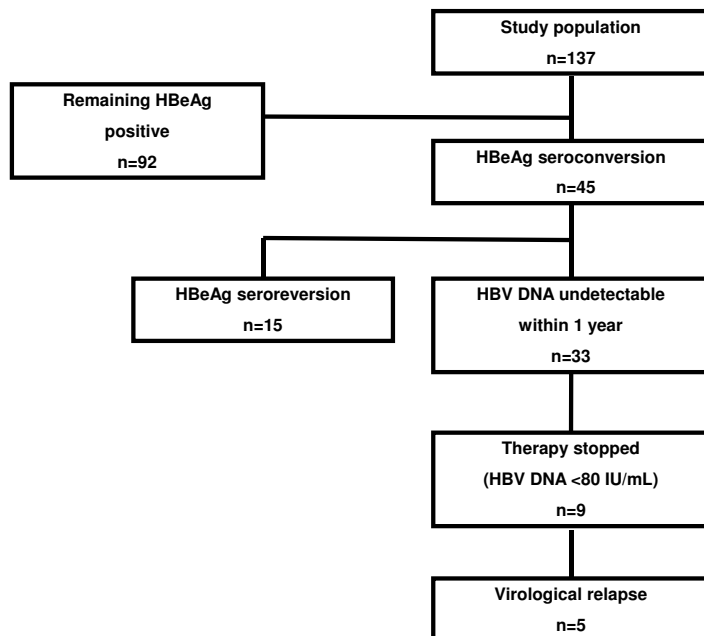 Study population
n=137
Remaining HBeAg
positive
n=92
HBeAg seroconversion
n=45
HBeAg seroreversion
n=15
HBV DNA undetectable
within 1 year
n=33
Therapy stopped
(HBV DNA <80 IU/mL)
n=9
Virological relapse
n=5